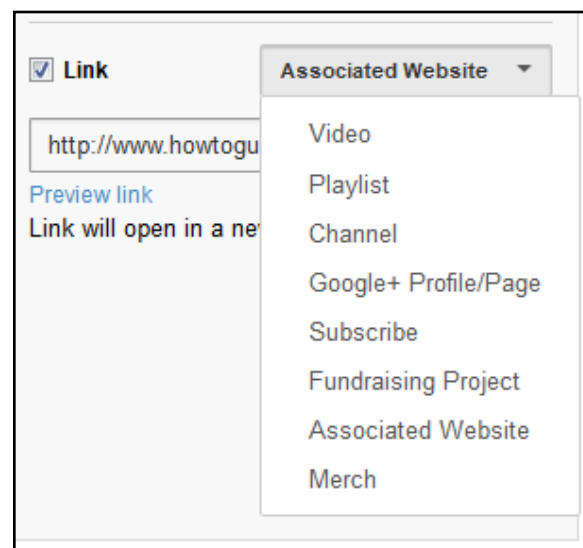 Link
Associated Website
Video
http://www.howtogu
Playlist
Preview link
Channel
Link will open in a
Google+ Profile/Page
Subscribe
Fundraising Project
Associated Website
Merch